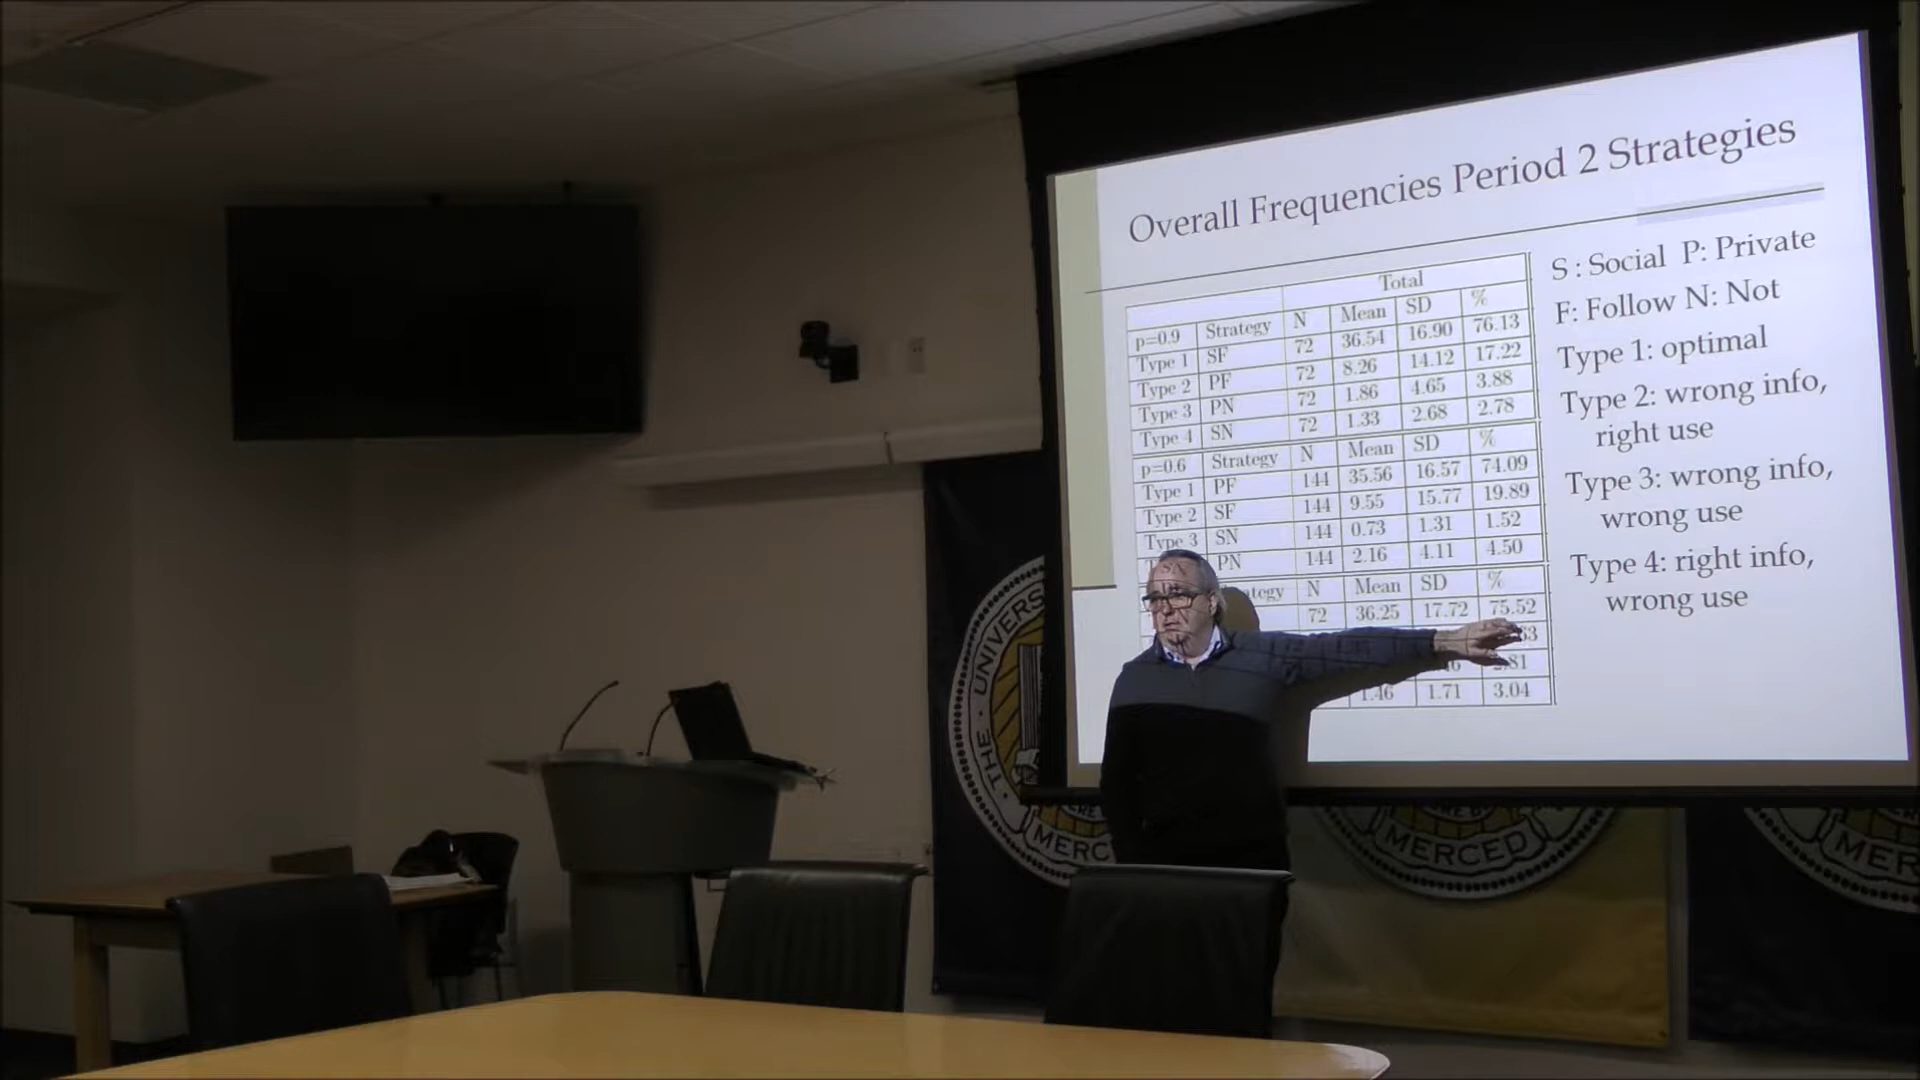 Overall Frequencies Period 2 Strategies
Total
p=0.9 Strategy N Mean SD %
Type 1 SF 72 36.54 16.90 76.13
Type 2 PF 72 8.26 14.12 17.22
Type 3 PN 72 1.86 4.65 3.88
Type 4 SN 72 1.33 2.68 2.78
p=0.6 Strategy N Mean SD %
Type 1 PF 144 35.56 16.57 74.09
Type 2 SF 144 9.55 15.77 19.89
Type 3 SN 144 0.73 1.31 1.52
PN 144 2.16 4.11 4.50
N Mean SD %
72 36.25 17.72 75.52
1.46 1.71 3.04
S : Social P: Private
F: Follow N: Not
Type 1: optimal
Type 2: wrong info,
right use
Type 3: wrong info,
wrong use
Type 4: right info,
wrong use
THE
MERCED